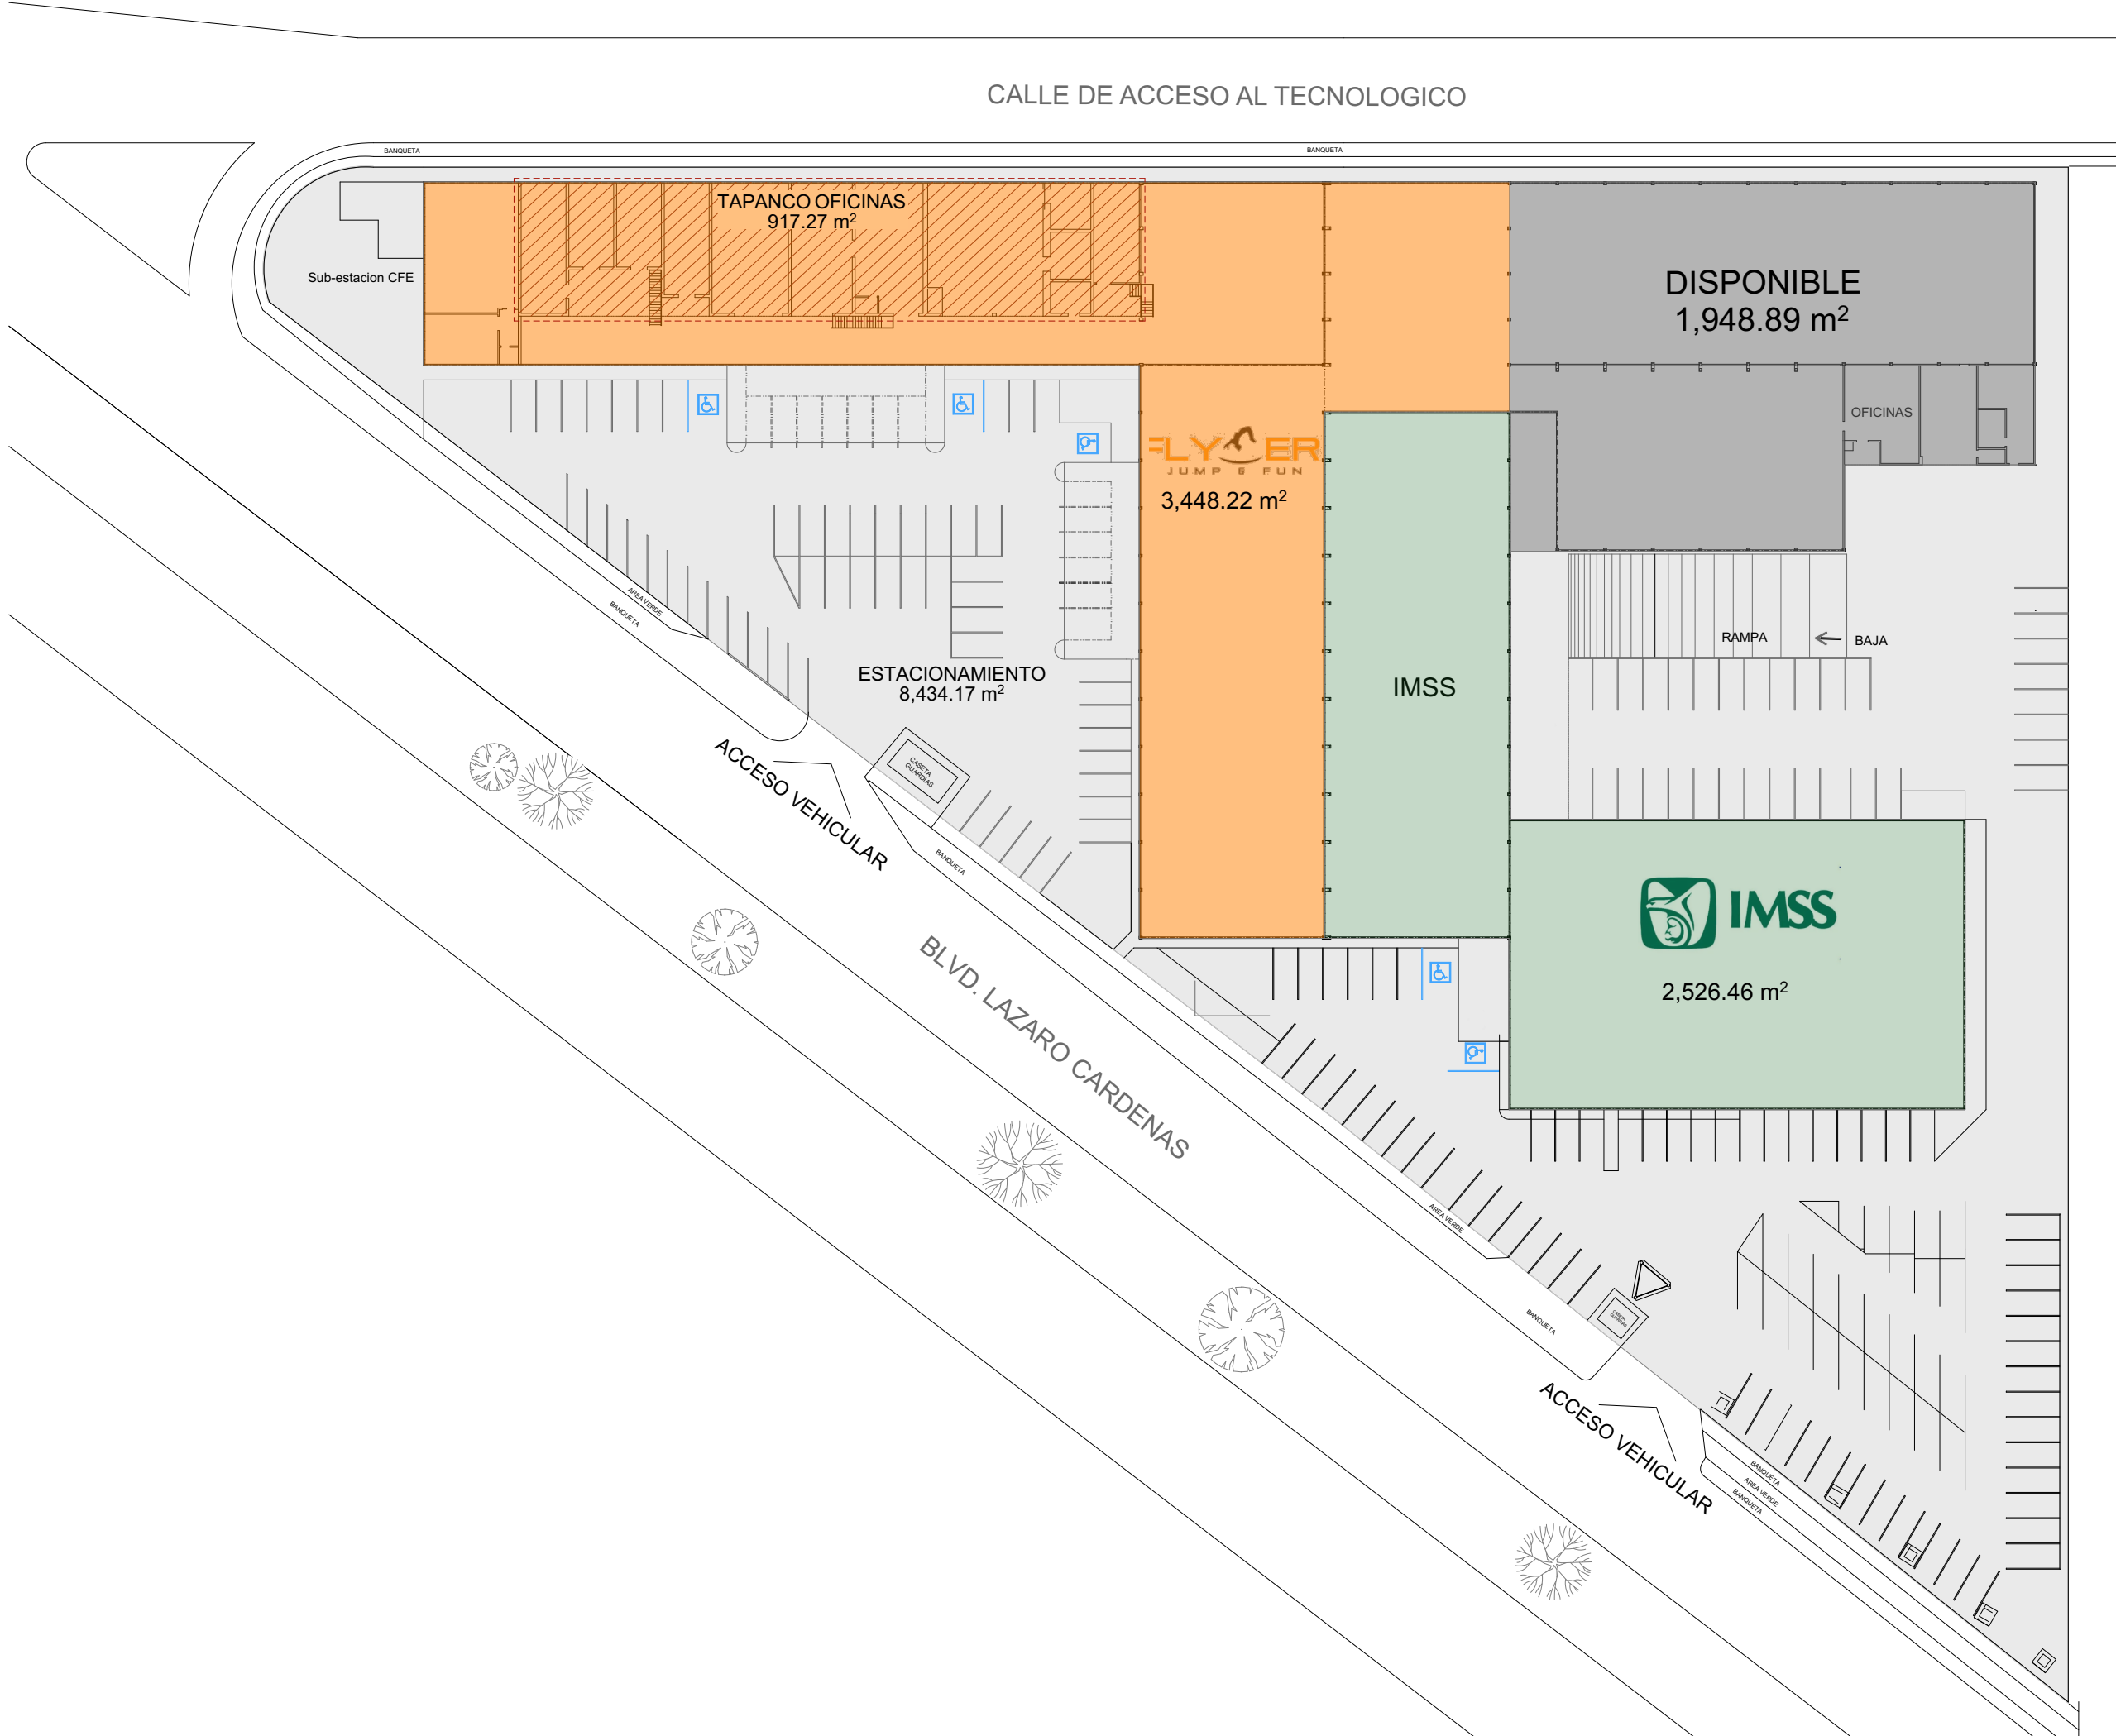 CALLE DE ACCESO AL TECNOLOGICO
BANQUETA
BANQUETA
TAPANCO OFICINAS
917.27 m²
Sub-estacion CFE
DISPONIBLE
1,948.89 m²
OFICINAS
FLYER
JUMP & FUN
3,448.22 m²
AREA VERDE
BANQUETA
RAMPA
BAJA
ESTACIONAMIENTO
8,434.17 m²
IMSS
ACCESO VEHICULAR
CASETA
GUARDIAS
BANQUETA
IMSS
2,526.46 m²
BLVD. LAZARO CARDENAS
AREA VERDE
BANQUETA
CASETA
GUARDIAS
ACCESO VEHICULAR
BANQUETA
AREA VERDE
BANQUETA